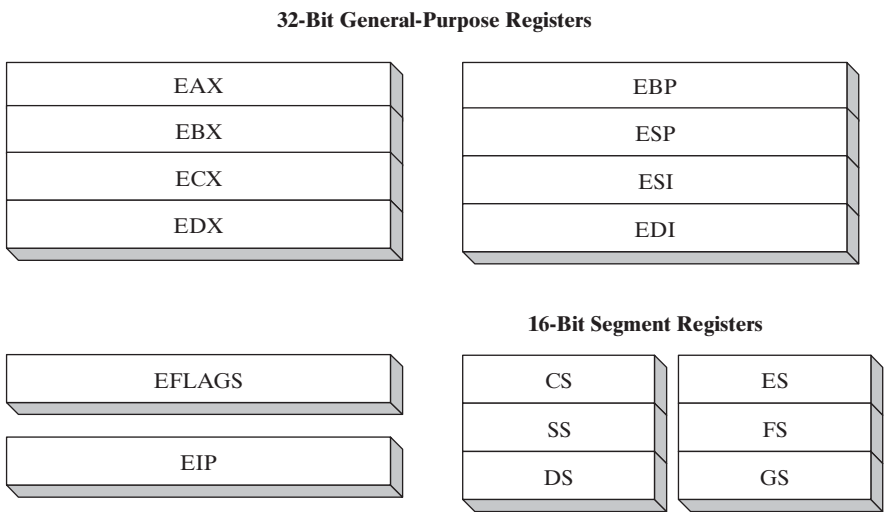 32-Bit General-Purpose Registers
EAX
EBX
ECX
EDX
EBP
ESP
ESI
EDI
EFLAGS
EIP
16-Bit Segment Registers
CS
SS
DS
ES
FS
GS